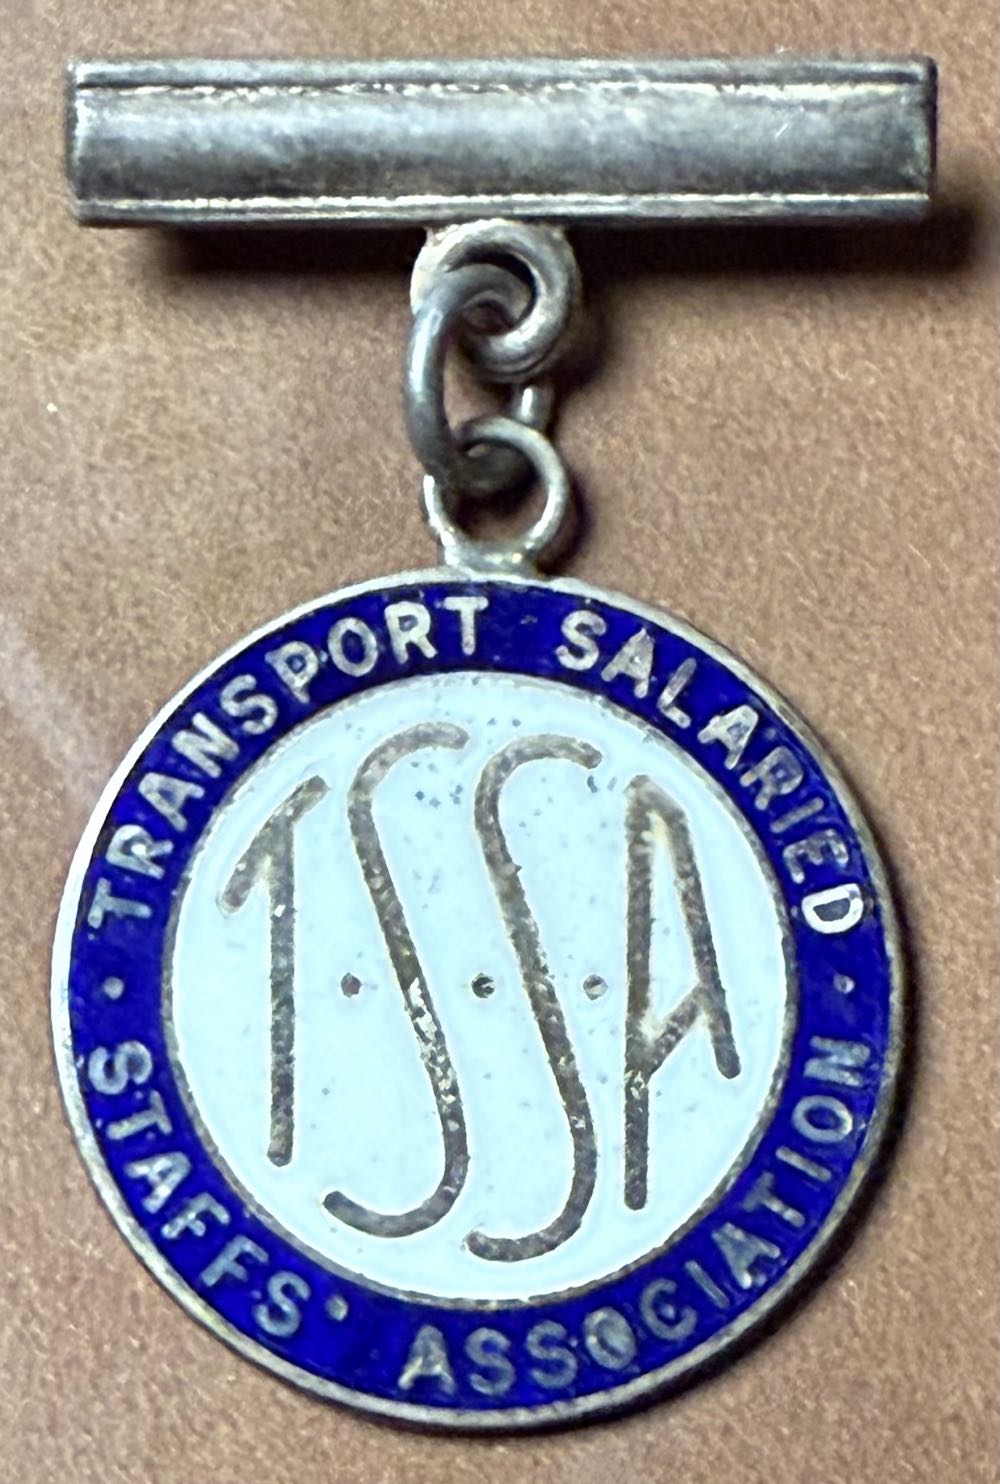 · TRANSPORT SALARIED ·
STAFFS' ASSOCIATION
T·S·S·A